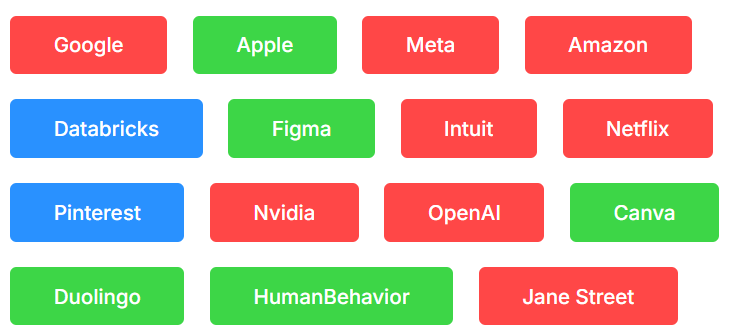 Google Apple Meta Amazon
Databricks Figma Intuit Netflix
Pinterest Nvidia OpenAI Canva
Duolingo HumanBehavior Jane Street